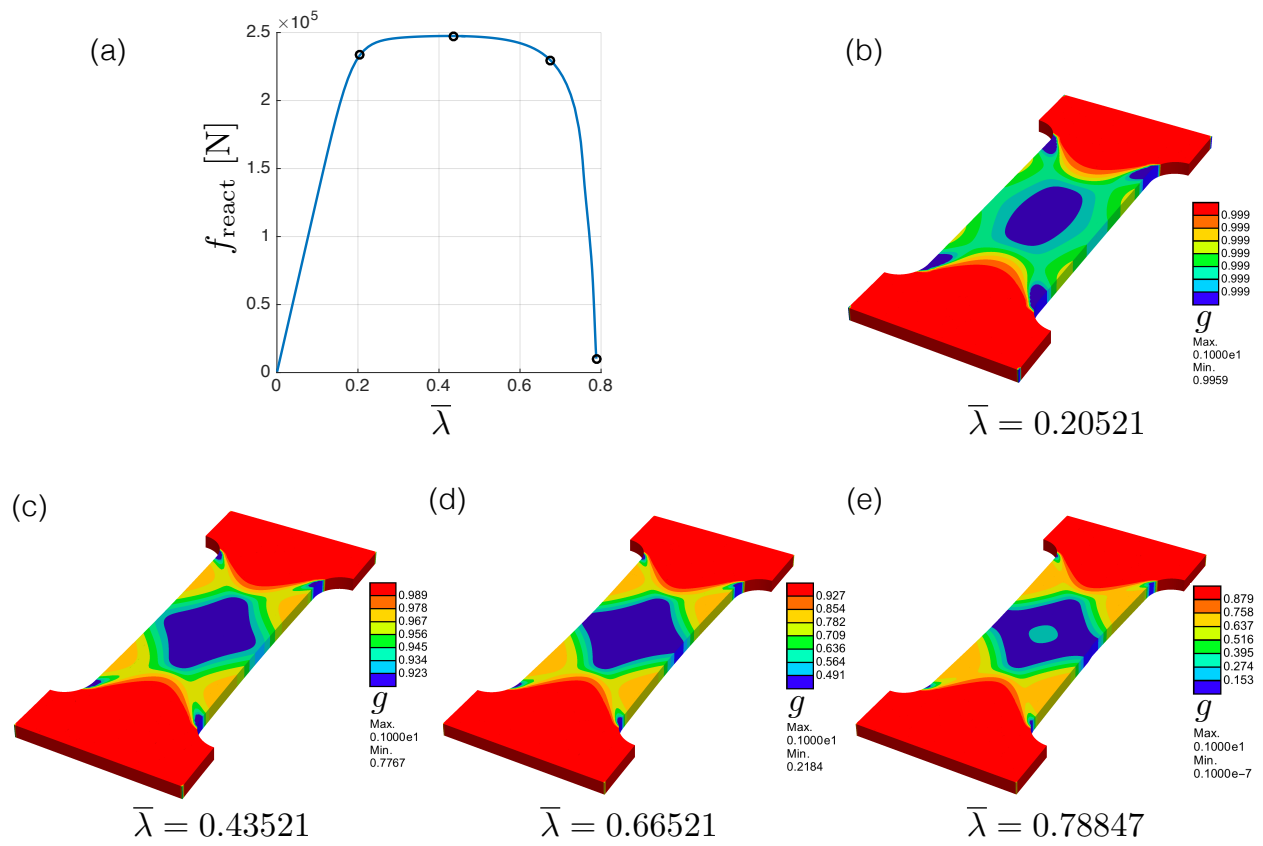 (a)
×10⁵
2.5
2
1.5
1
0.5
0
0 0.2 0.4 0.6 0.8
f_react [N]
λ̅
(b)
0.999
0.999
0.999
0.999
0.999
0.999
0.999
g
Max.
0.1000e1
Min.
0.9959
λ̅ = 0.20521
(c)
0.989
0.978
0.967
0.956
0.945
0.934
0.923
g
Max.
0.1000e1
Min.
0.7767
λ̅ = 0.43521
(d)
0.927
0.854
0.782
0.709
0.636
0.564
0.491
g
Max.
0.1000e1
Min.
0.2184
λ̅ = 0.66521
(e)
0.879
0.758
0.637
0.516
0.395
0.274
0.153
g
Max.
0.1000e1
Min.
0.1000e-7
λ̅ = 0.78847